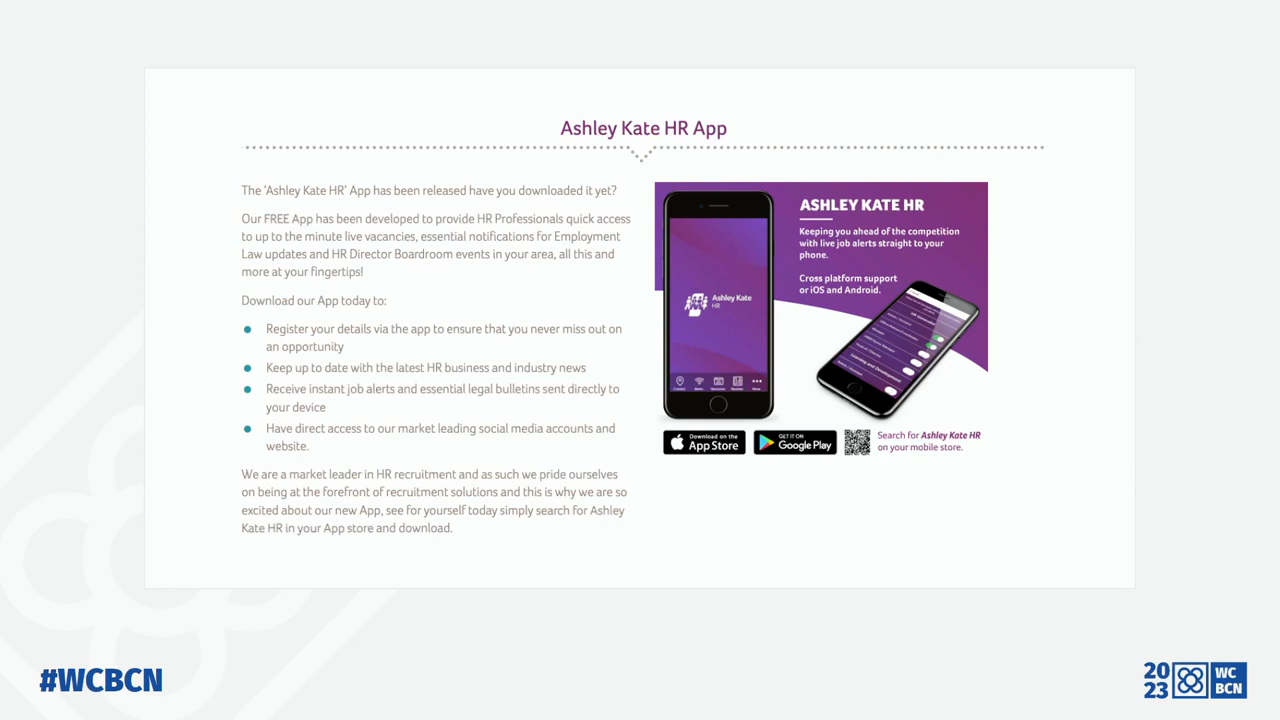 Ashley Kate HR App
The ‘Ashley Kate HR’ App has been released have you downloaded it yet?
Our FREE App has been developed to provide HR Professionals quick access
to up to the minute live vacancies, essential notifications for Employment
Law updates and HR Director Boardroom events in your area, all this and
more at your fingertips!
Download our App today to:
Register your details via the app to ensure that you never miss out on
an opportunity
Keep up to date with the latest HR business and industry news
Receive instant job alerts and essential legal bulletins sent directly to
your device
Have direct access to our market leading social media accounts and
website.
We are a market leader in HR recruitment and as such we pride ourselves
on being at the forefront of recruitment solutions and this is why we are so
excited about our new App, see for yourself today simply search for Ashley
Kate HR in your App store and download.
ASHLEY KATE HR
Keeping you ahead of the competition
with live job alerts straight to your
phone.
Cross platform support
or iOS and Android.
Ashley Kate
HR
Learning and Development
Download on the
App Store
GET IT ON
Google Play
Search for Ashley Kate HR
on your mobile store.
#WCBCN
20
23
WC
BCN